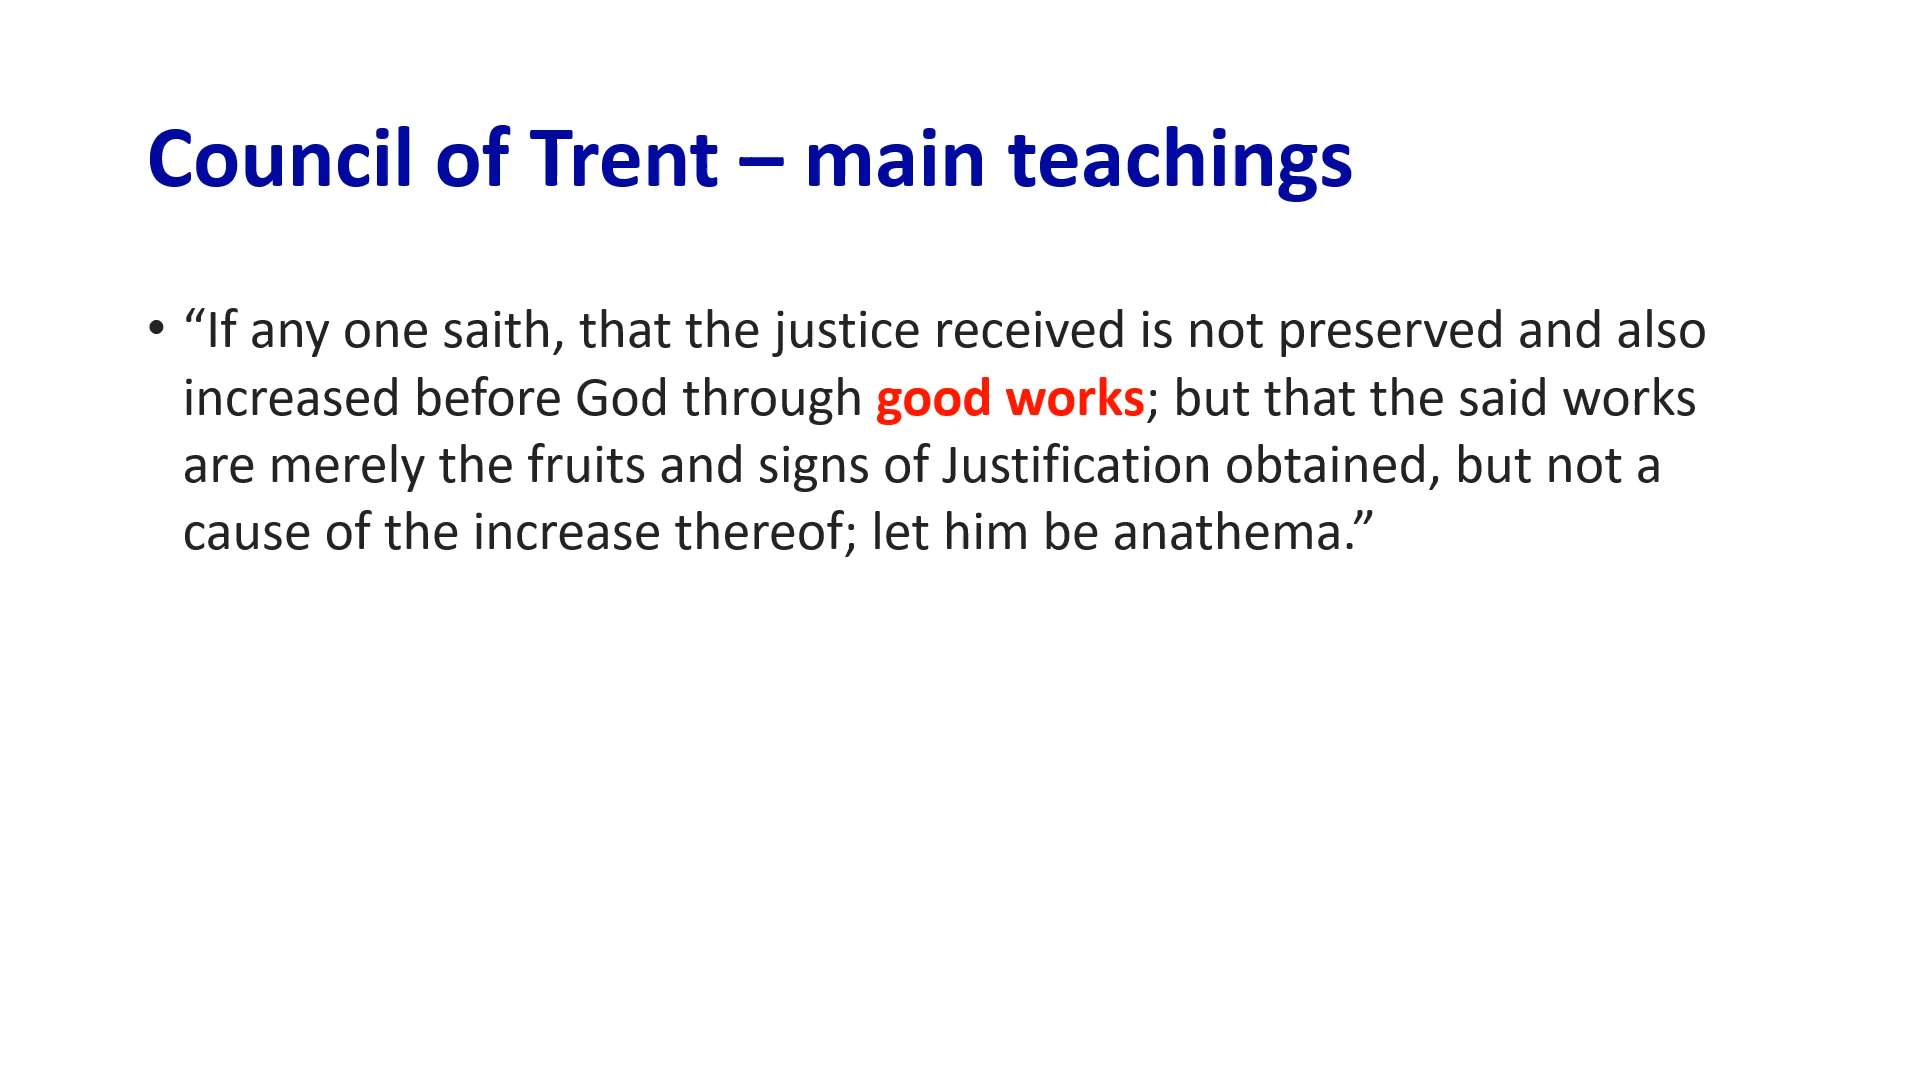 Council of Trent – main teachings
• “If any one saith, that the justice received is not preserved and also
increased before God through good works; but that the said works
are merely the fruits and signs of Justification obtained, but not a
cause of the increase thereof; let him be anathema.”